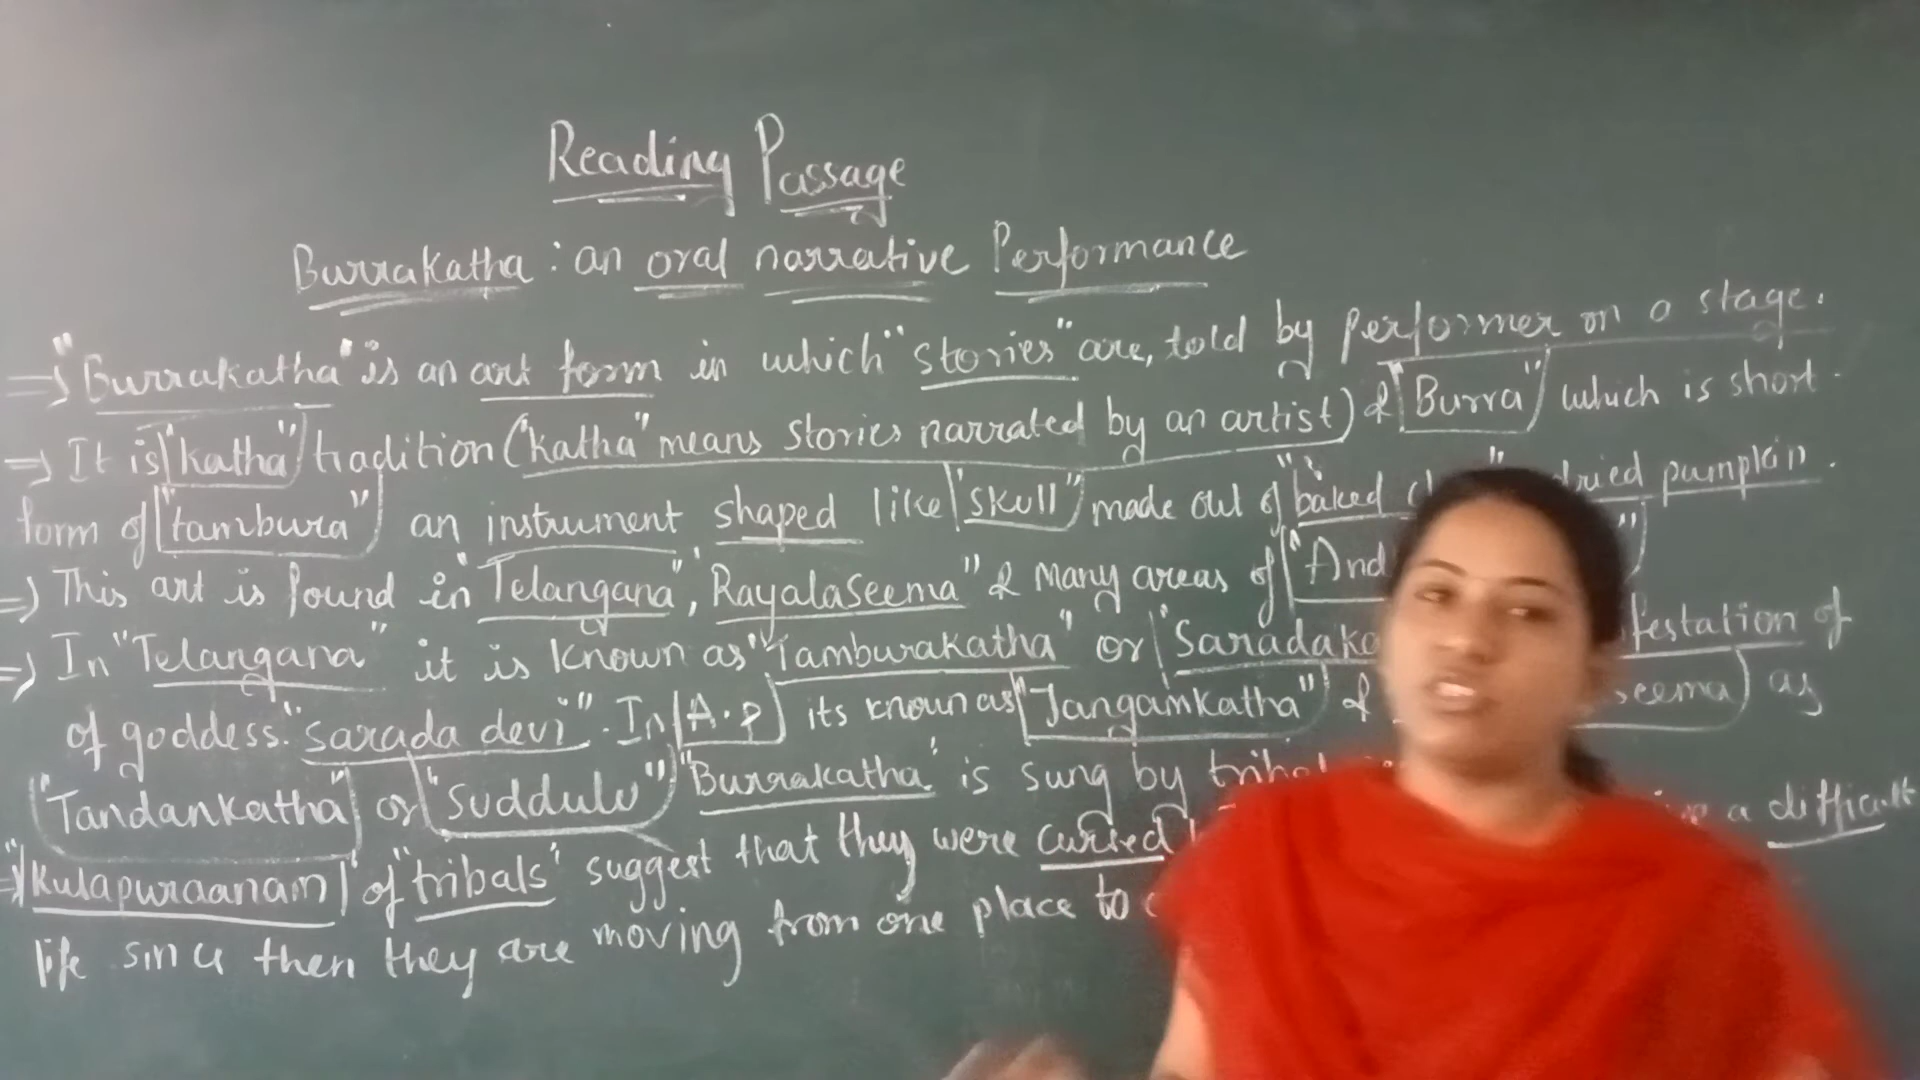 Reading Passage
Burrakatha : an oral narrative Performance
⇒ "Burrakatha" is an art form in which "stories" are, told by performer on a stage.
⇒ It is "katha" tradition ("katha" means stories narrated by an artist) & "Burra" which is short
form of "tambura" an instrument shaped like "skull" made out of "baked dried pumpkin.
⇒ This art is found in "Telangana", "Rayalaseema" & many areas of "And
⇒ In "Telangana" it is known as "Tamburakatha" or "Saradaka festation of
of goddess. "sarada devi". In A.P its known as "Jangamkatha" & seema as
"Tandankatha" or "Suddulu" "Burrakatha' is sung by tribal
⇒ "Kulapuraanam" of "tribals" suggest that they were a difficult
life since then they are moving from one place to